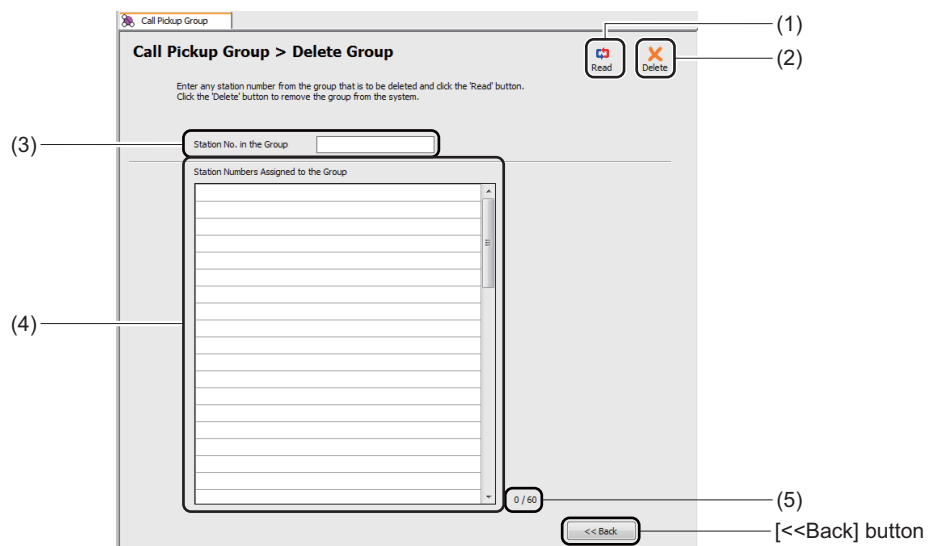 Call Pickup Group
(1)
Call Pickup Group > Delete Group
Read
Delete
(2)
Enter any station number from the group that is to be deleted and click the 'Read' button.
Click the 'Delete' button to remove the group from the system.
(3)
Station No. in the Group
Station Numbers Assigned to the Group
(4)
0 / 60
(5)
<< Back
[<<Back] button